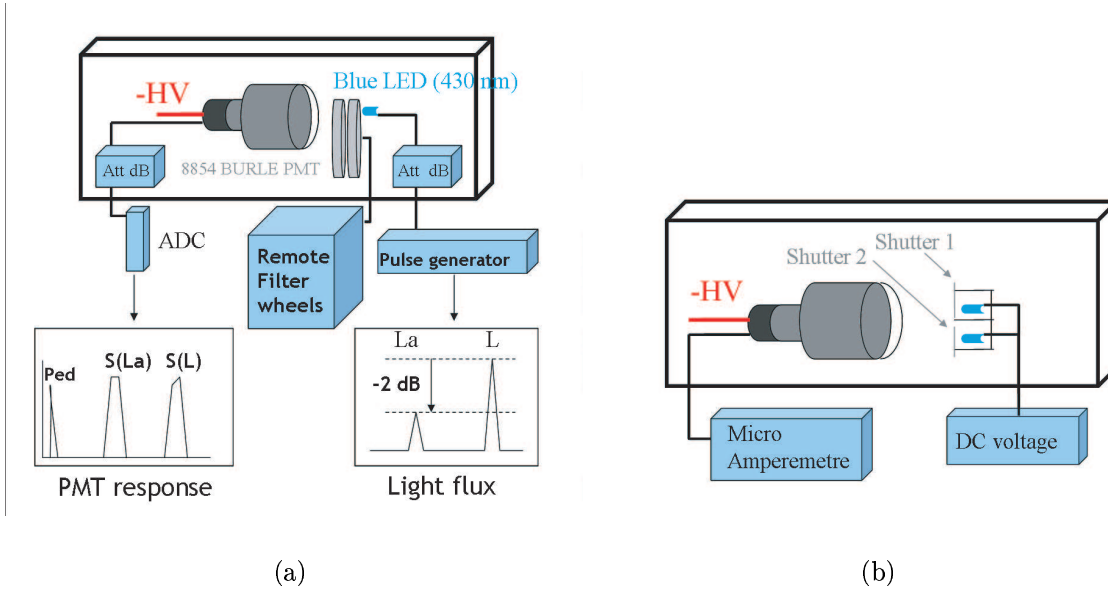 Blue LED (430 nm)
-HV
Att dB
8854 BURLE PMT
Att dB
ADC
Remote
Filter
wheels
Pulse generator
Ped
S(La)
S(L)
La
L
-2 dB
PMT response
Light flux
(a)
Shutter 1
Shutter 2
-HV
Micro
Amperemetre
DC voltage
(b)